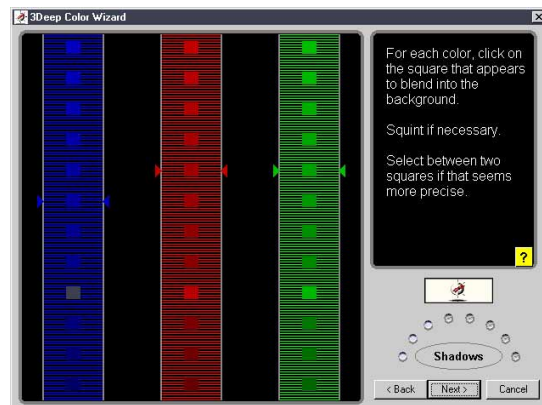 3Deep Color Wizard
For each color, click on
the square that appears
to blend into the
background.
Squint if necessary.
Select between two
squares if that seems
more precise.
?
Shadows
< Back
Next >
Cancel